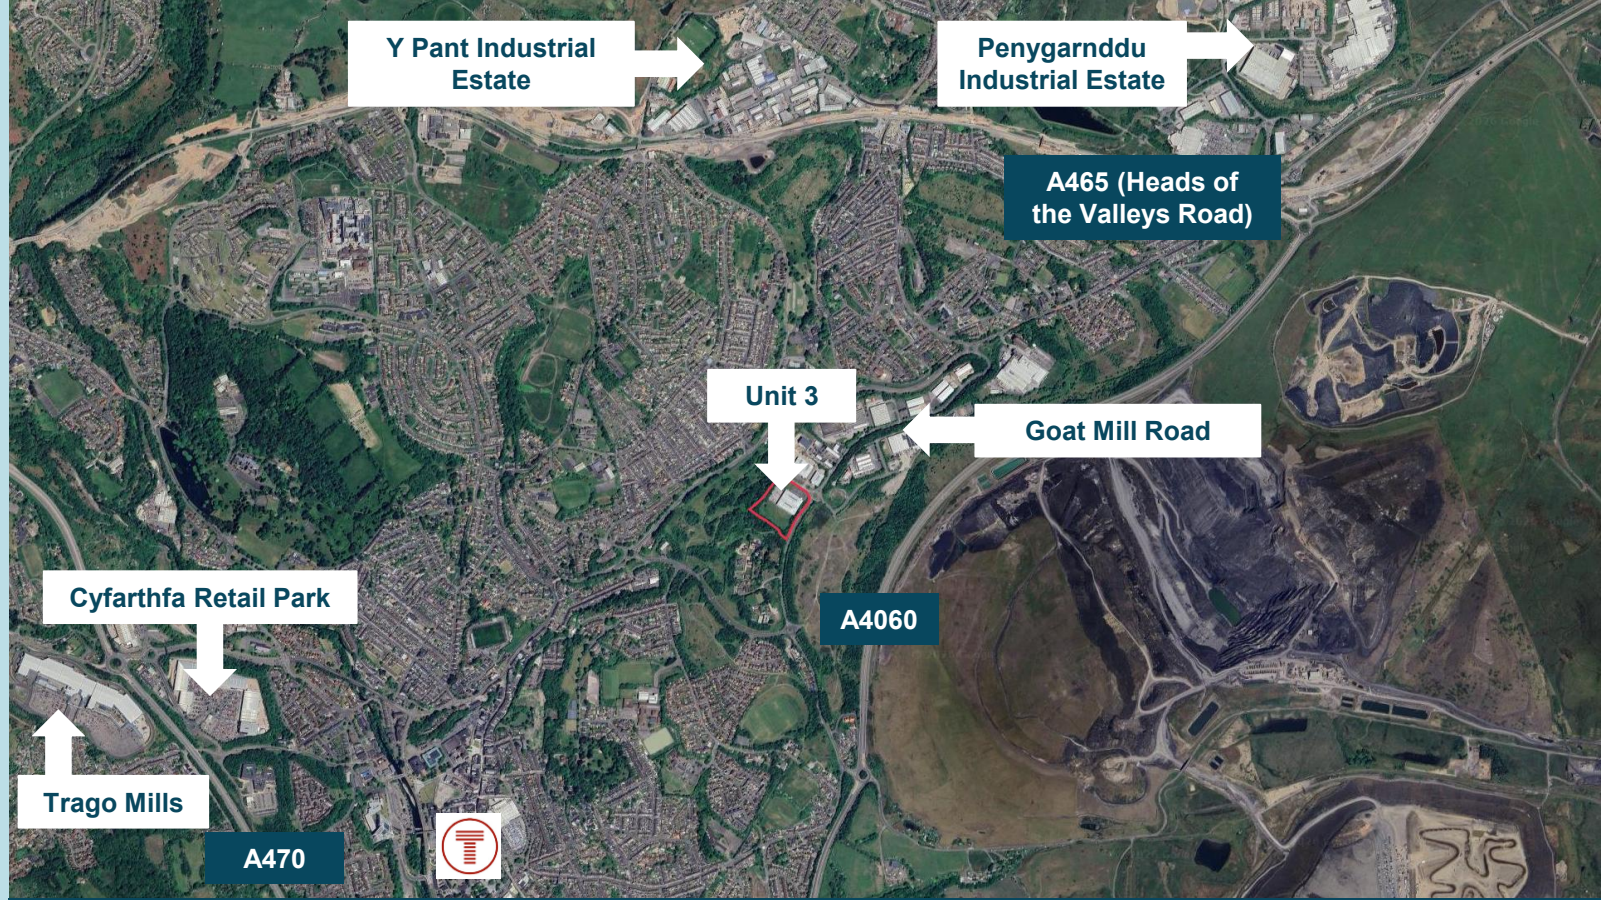 Y Pant Industrial
Estate
Penygarnddu
Industrial Estate
A465 (Heads of
the Valleys Road)
Unit 3
Goat Mill Road
Cyfarthfa Retail Park
A4060
Trago Mills
A470